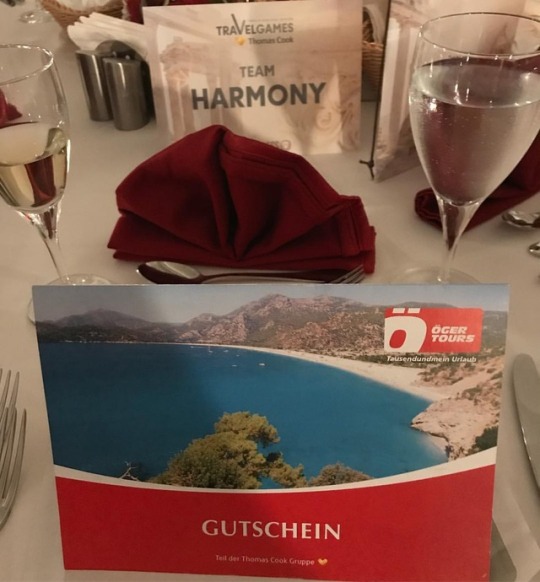 TRAVELGAMES
Thomas Cook
TEAM
HARMONY
Ö ÖGER
TOURS
Tausendundmein Urlaub
GUTSCHEIN
Teil der Thomas Cook Gruppe